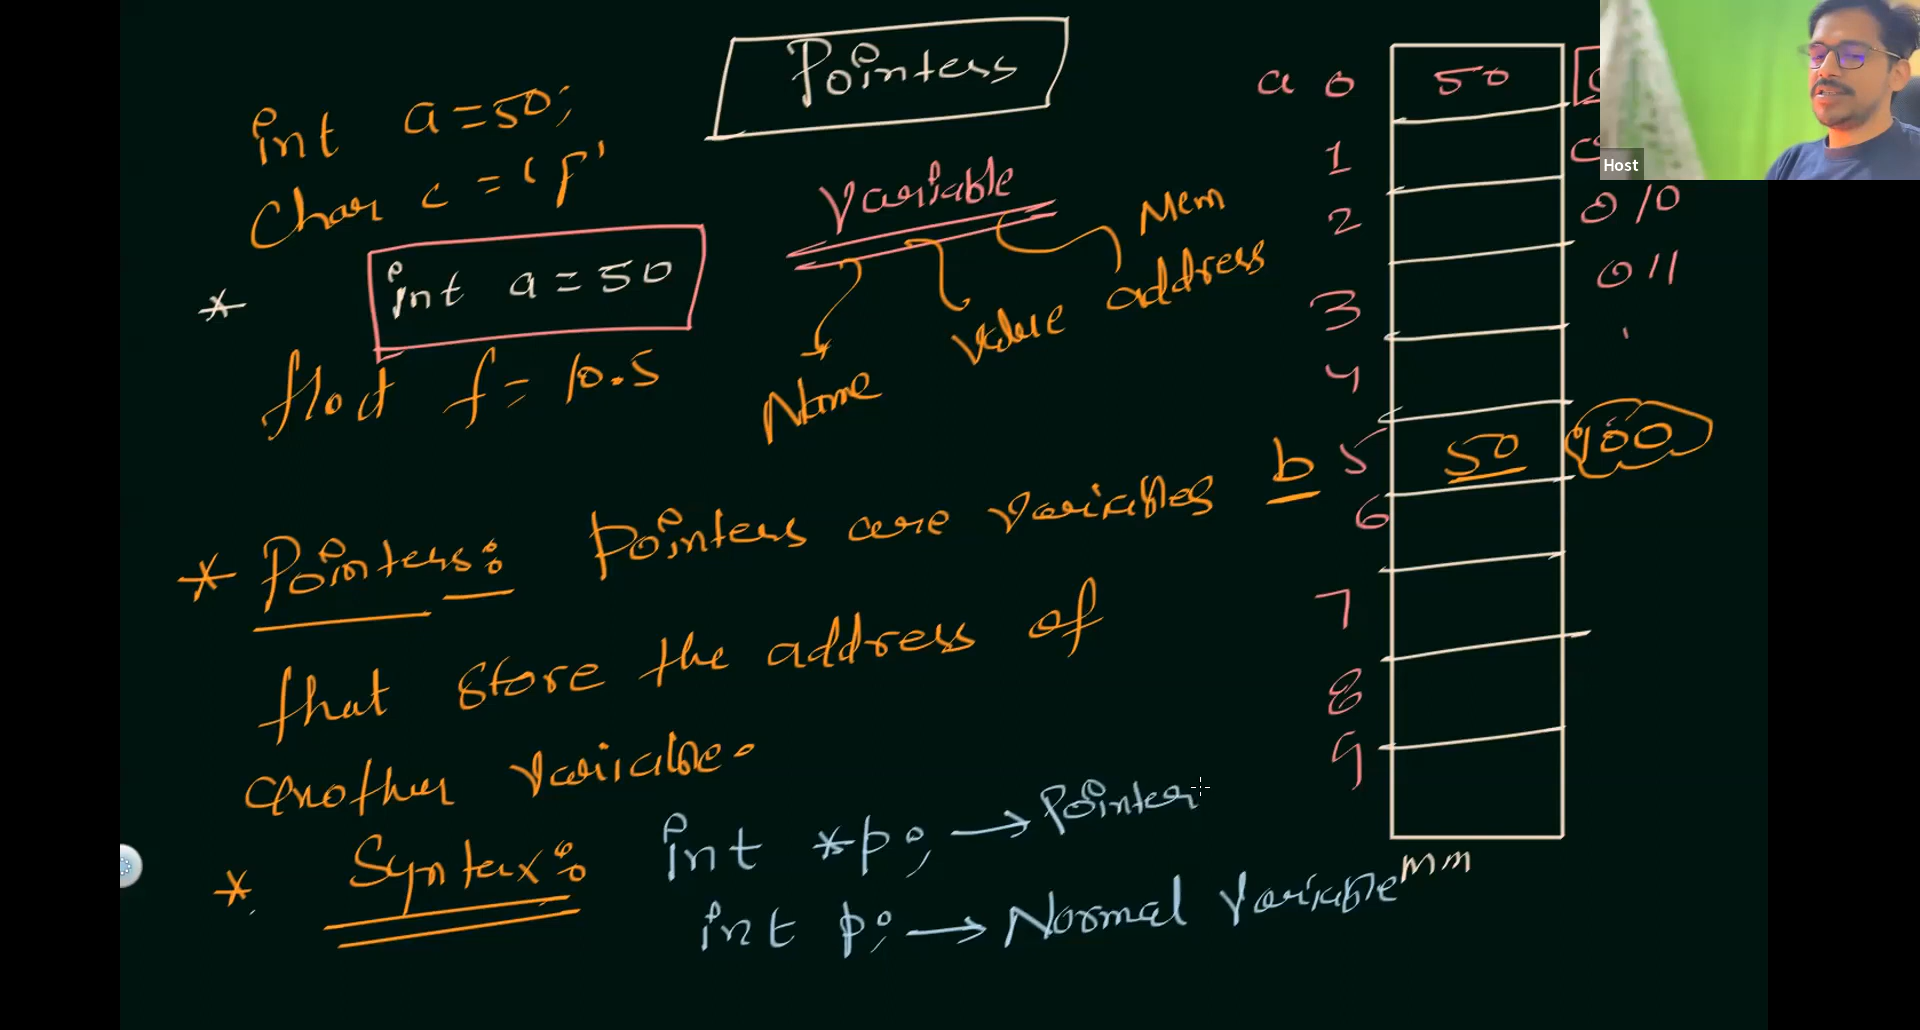 Pointers
int a=50;
Char c = 'p'
* int a = 50
float f = 10.5
Variable
Name
Value
Mem
address
* Pointers: Pointers are variables
that store the address of
another variable.
* Syntax: int *p; → Pointer
int p; → Normal Variable
a 0 50
1
2 010
3 011
4
b 5 50 100
6
7
8
9
mm
Host